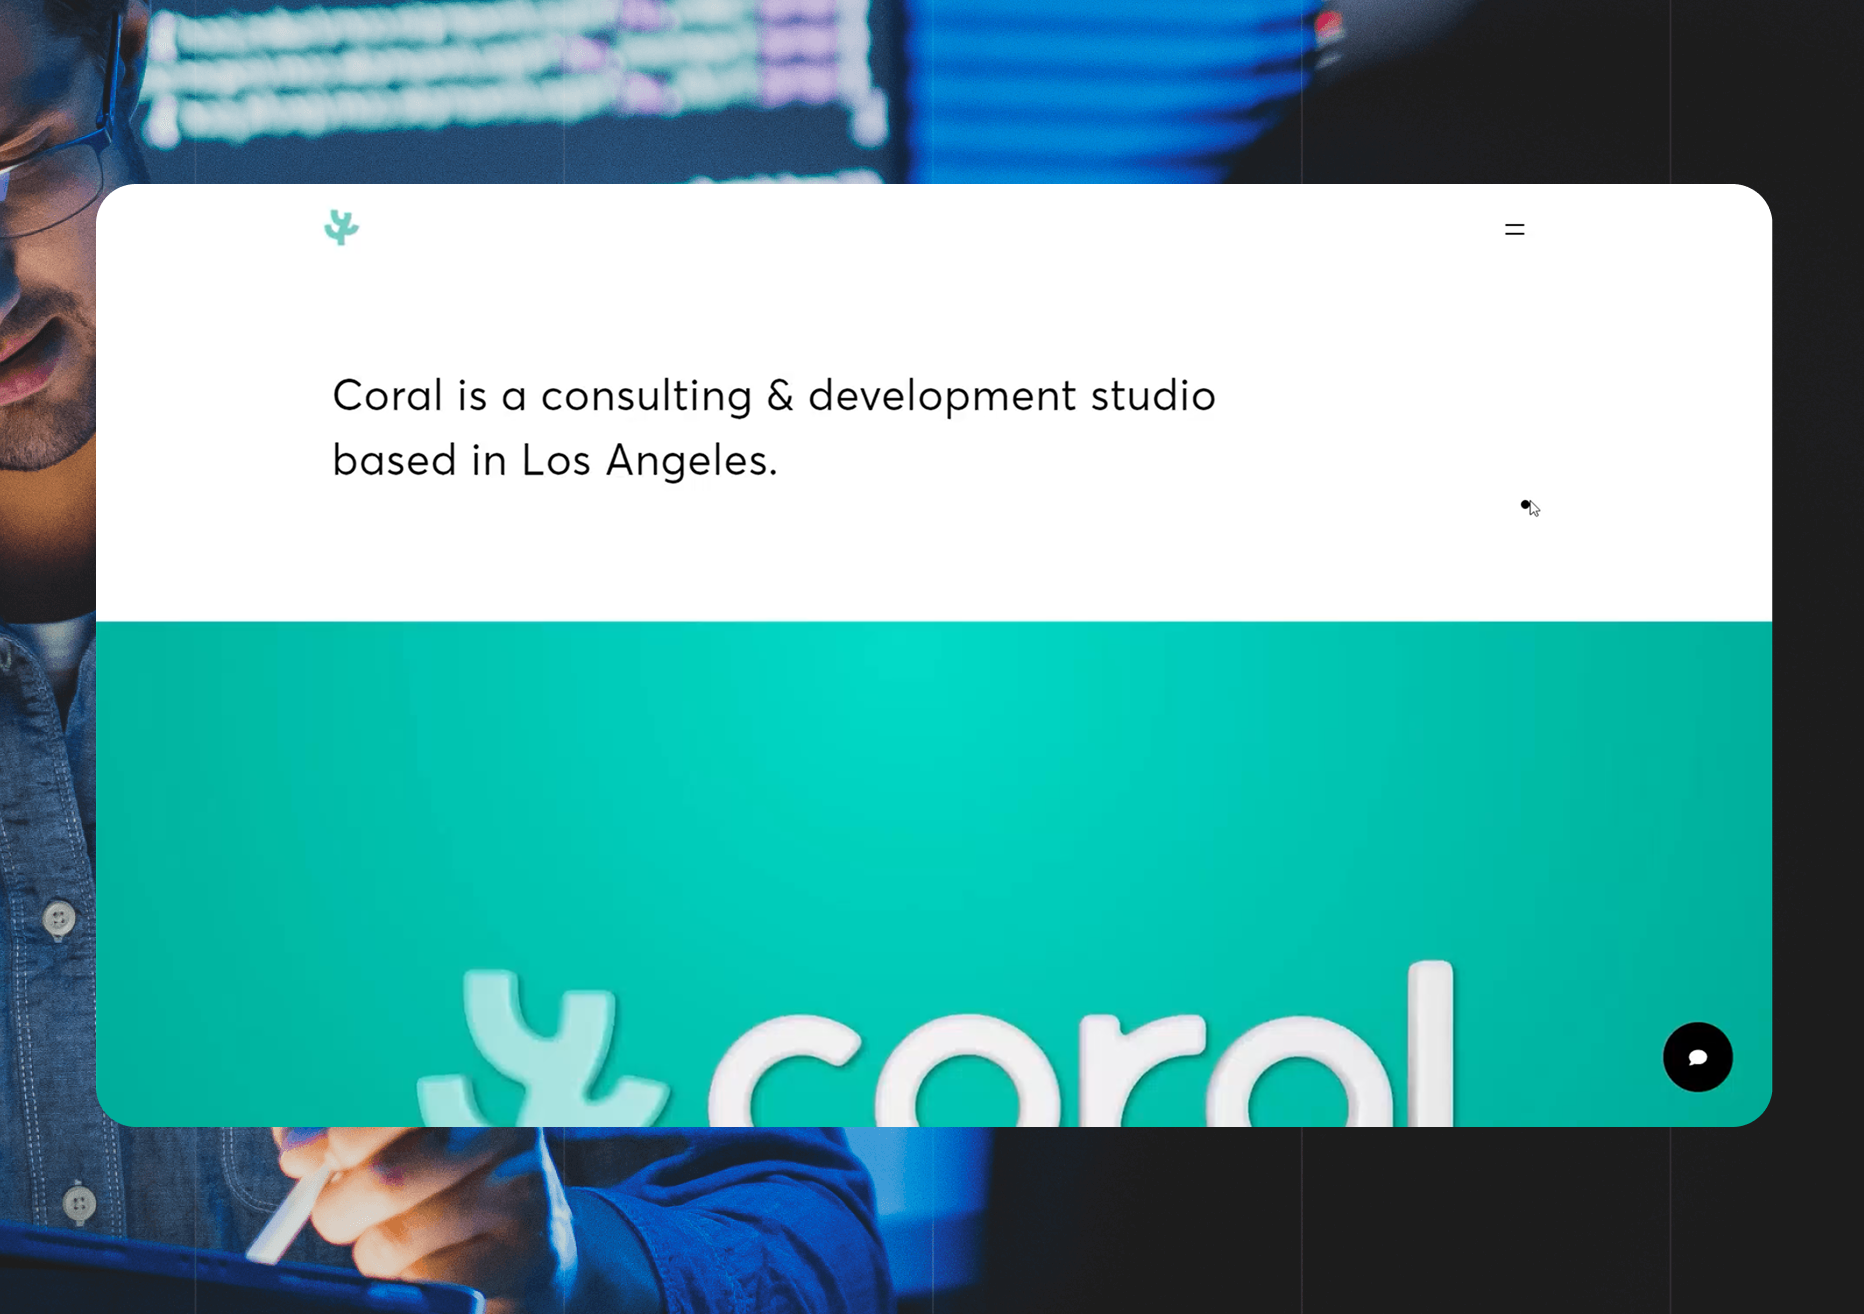 Coral is a consulting & development studio
based in Los Angeles.
coral